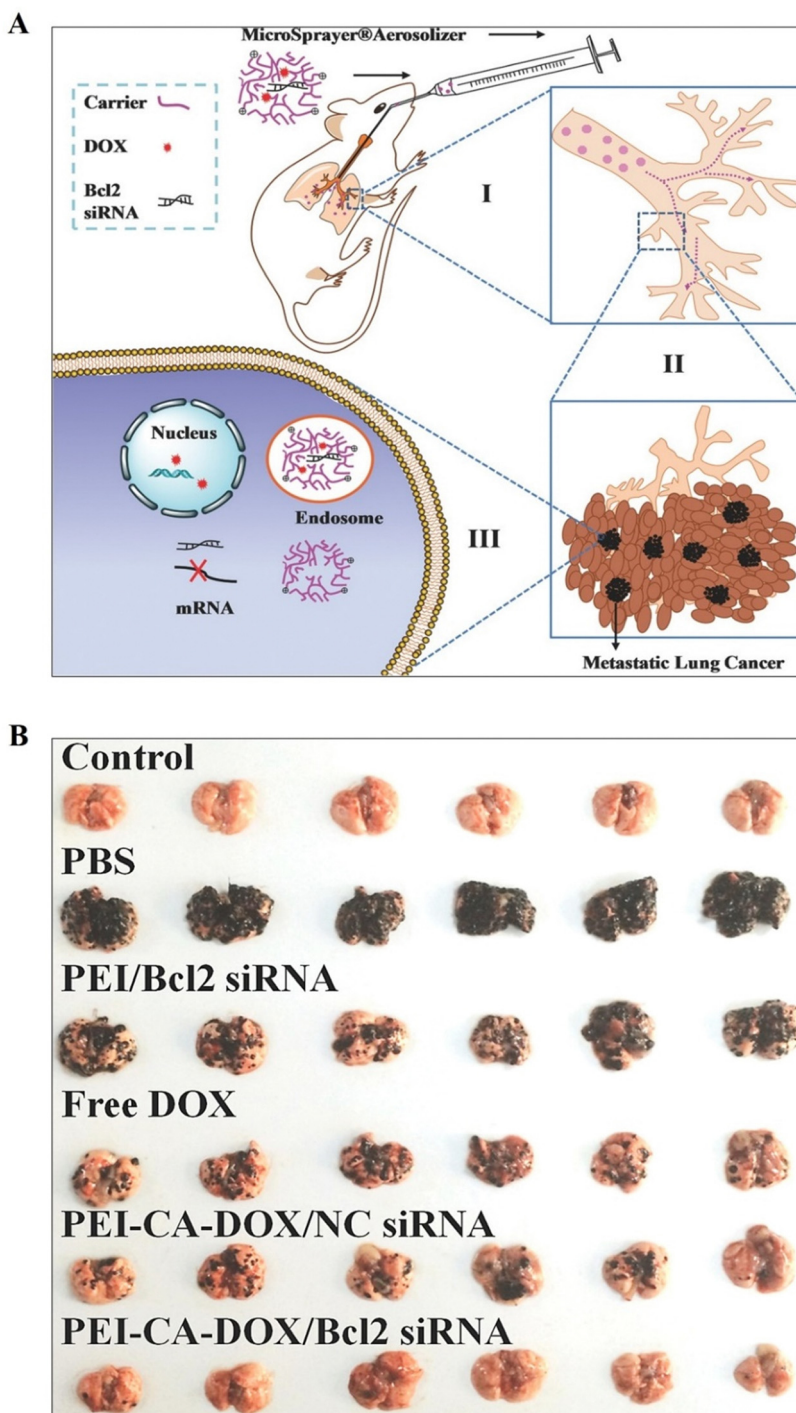 A
MicroSprayer®Aerosolizer
Carrier
DOX
Bcl2
siRNA
I
II
Nucleus
Endosome
III
mRNA
Metastatic Lung Cancer
B
Control
PBS
PEI/Bcl2 siRNA
Free DOX
PEI-CA-DOX/NC siRNA
PEI-CA-DOX/Bcl2 siRNA